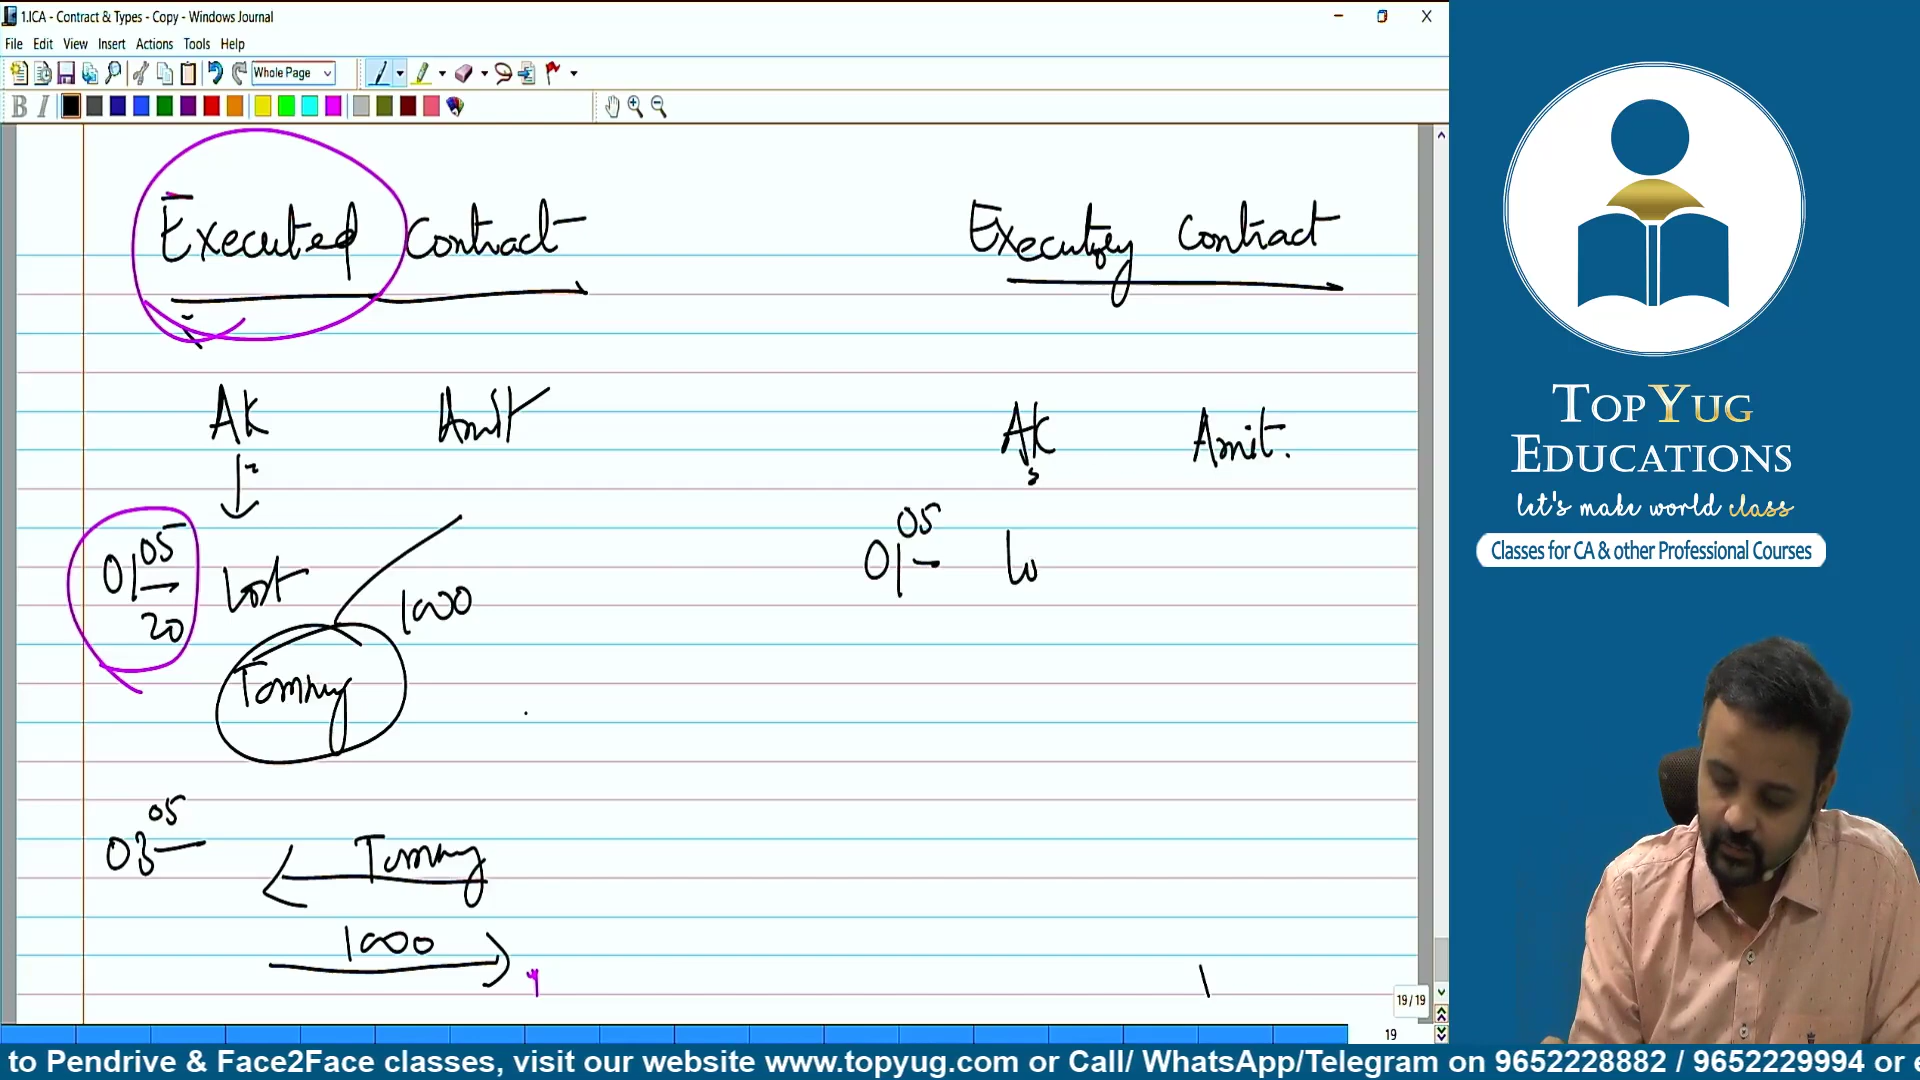 1.ICA - Contract & Types - Copy - Windows Journal
File Edit View Insert Actions Tools Help
Whole Page
B I
Executed Contract
Executory Contract
AK Amit
AK Amit.
01 05 20 Lost 1000
Tommy
01 05 Lo
03 05
Tommy
1000
19/19
19
TOPYUG
EDUCATIONS
let's make world class
Classes for CA & other Professional Courses
to Pendrive & Face2Face classes, visit our website www.topyug.com or Call/ WhatsApp/Telegram on 9652228882 / 9652229994 or e